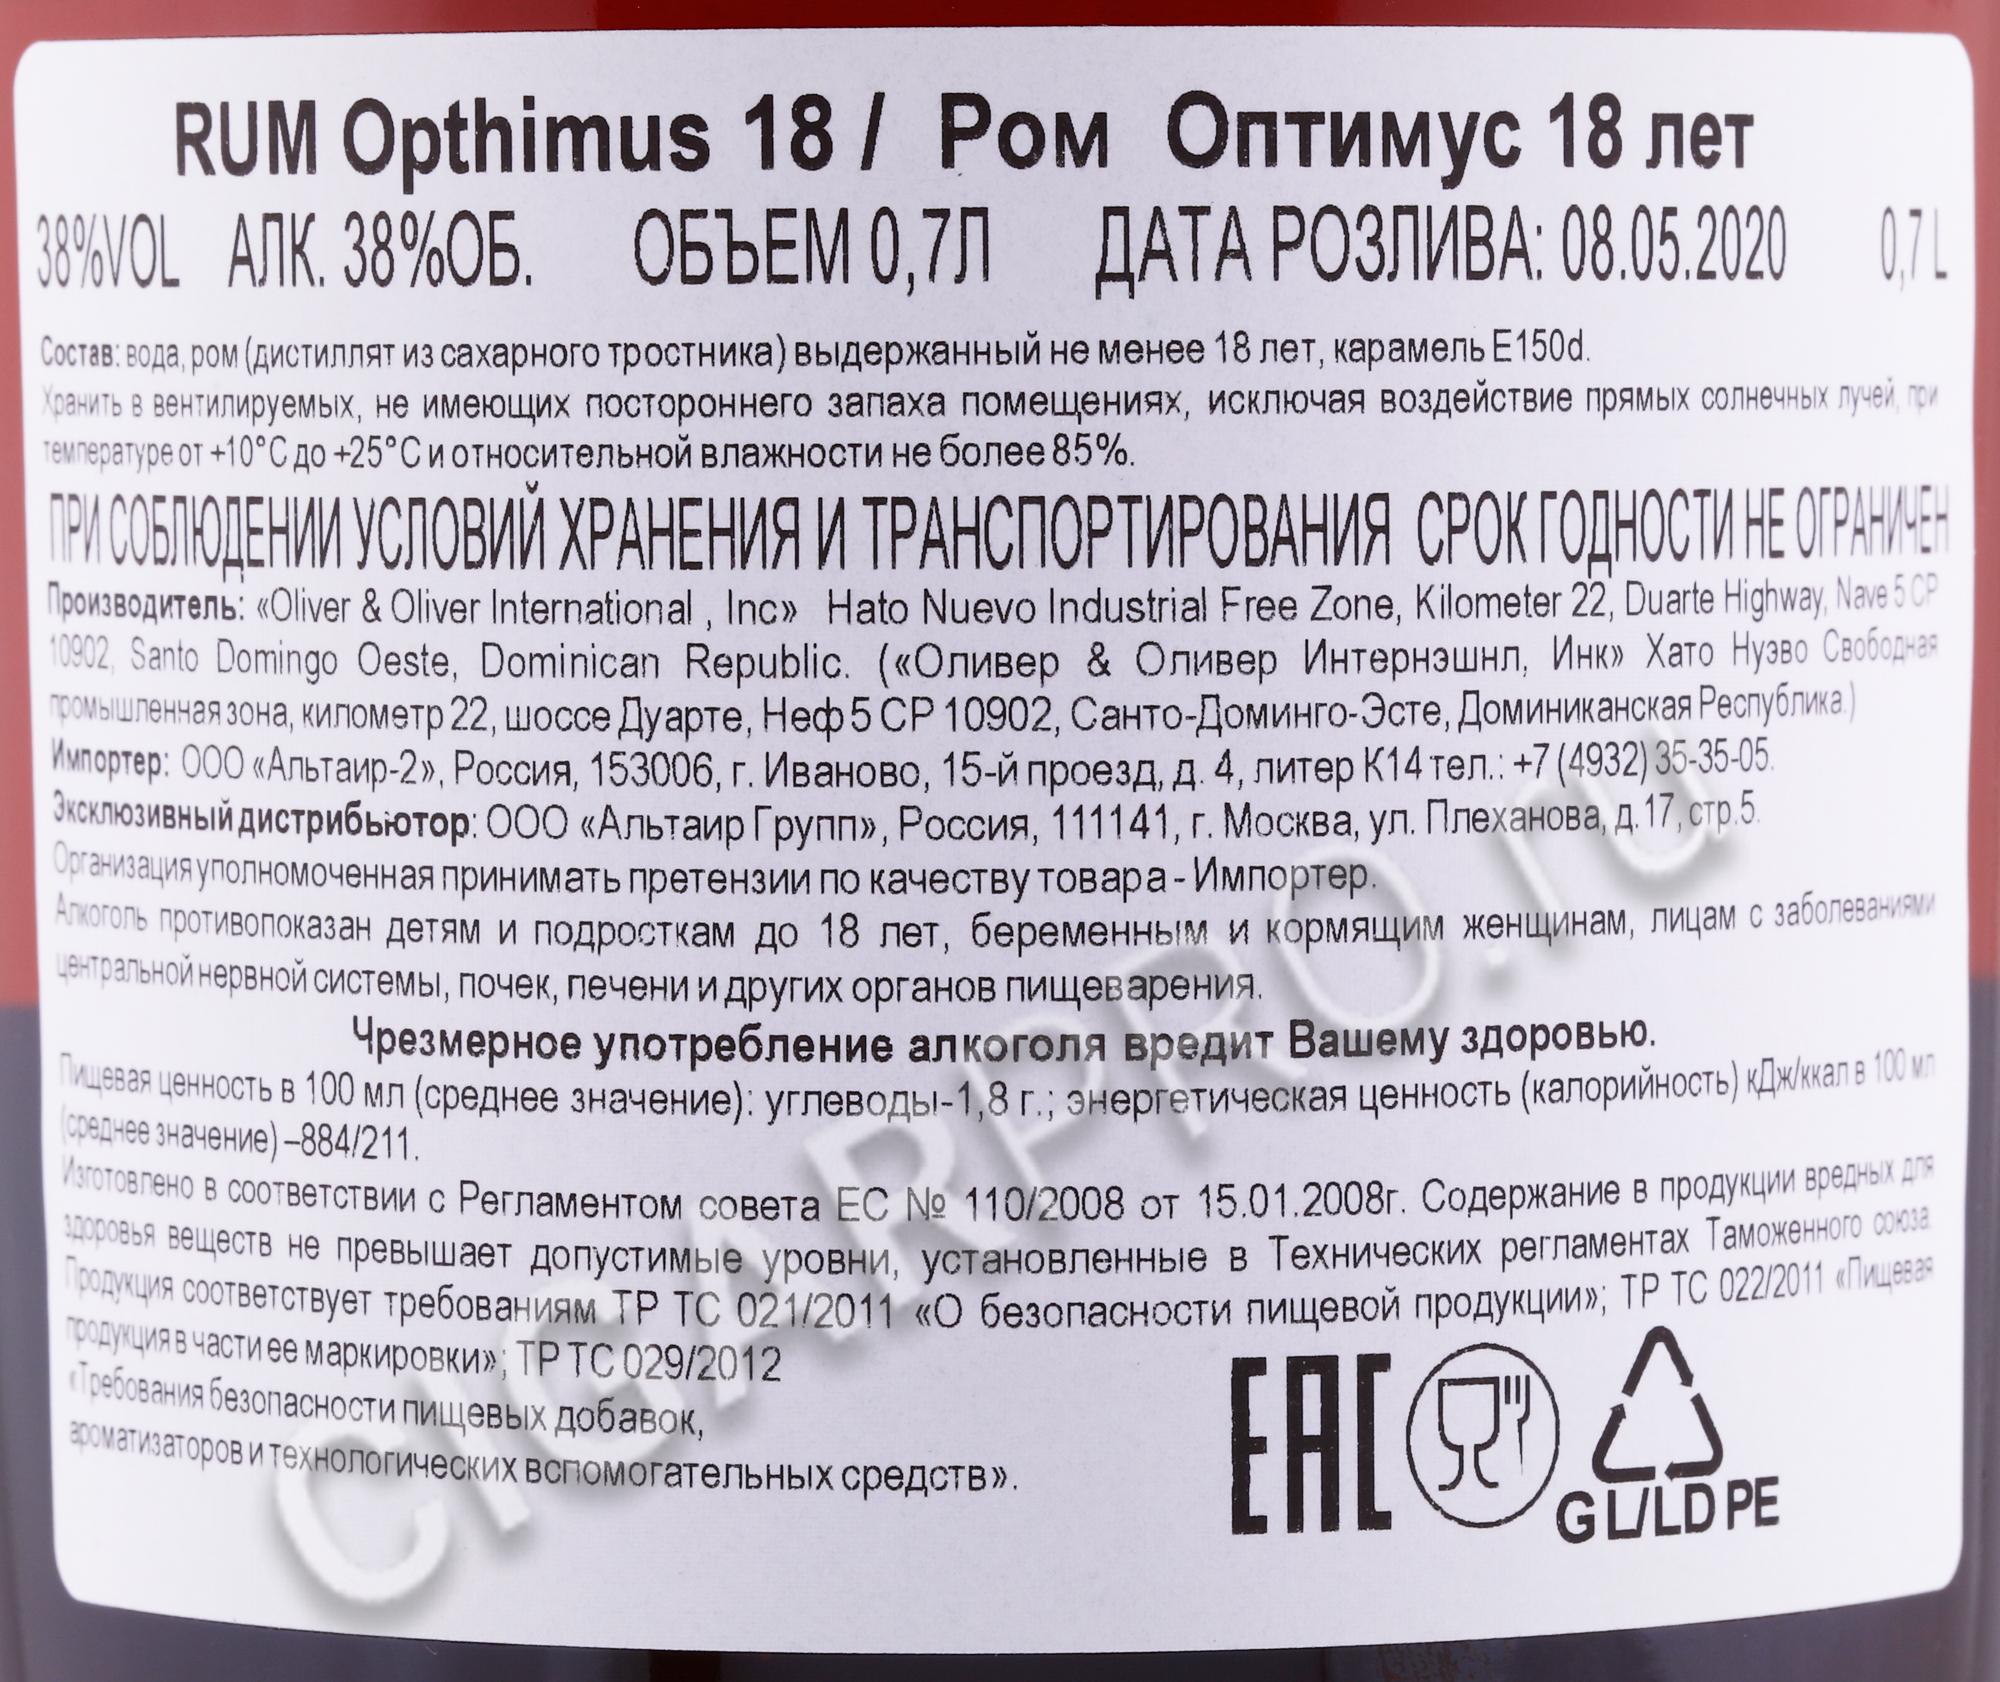 RUM Opthimus 18 / Ром Оптимус 18 лет
38%VOL АЛК. 38%ОБ. ОБЪЕМ 0,7Л ДАТА РОЗЛИВА: 08.05.2020 0,7 L
Состав: вода, ром (дистиллят из сахарного тростника) выдержанный не менее 18 лет, карамель Е150d.
Хранить в вентилируемых, не имеющих постороннего запаха помещениях, исключая воздействие прямых солнечных лучей, при
температуре от +10°С до +25°С и относительной влажности не более 85%.
ПРИ СОБЛЮДЕНИИ УСЛОВИЙ ХРАНЕНИЯ И ТРАНСПОРТИРОВАНИЯ СРОК ГОДНОСТИ НЕ ОГРАНИЧЕН
Производитель: «Oliver & Oliver International , Inc» Hato Nuevo Industrial Free Zone, Kilometer 22, Duarte Highway, Nave 5 CP
10902, Santo Domingo Oeste, Dominican Republic. («Оливер & Оливер Интернэшнл, Инк» Хато Нуэво Свободная
промышленная зона, километр 22, шоссе Дуарте, Неф 5 СР 10902, Санто-Доминго-Эсте, Доминиканская Республика.)
Импортер: ООО «Альтаир-2», Россия, 153006, г. Иваново, 15-й проезд, д. 4, литер К14 тел.: +7 (4932) 35-35-05.
Эксклюзивный дистрибьютор: ООО «Альтаир Групп», Россия, 111141, г. Москва, ул. Плеханова, д.17, стр.5.
Организация уполномоченная принимать претензии по качеству товара - Импортер.
Алкоголь противопоказан детям и подросткам до 18 лет, беременным и кормящим женщинам, лицам с заболеваниями
центральной нервной системы, почек, печени и других органов пищеварения.
Чрезмерное употребление алкоголя вредит Вашему здоровью.
Пищевая ценность в 100 мл (среднее значение): углеводы-1,8 г.; энергетическая ценность (калорийность) кДж/ккал в 100 мл
(среднее значение) –884/211.
Изготовлено в соответствии с Регламентом совета ЕС № 110/2008 от 15.01.2008г. Содержание в продукции вредных для
здоровья веществ не превышает допустимые уровни, установленные в Технических регламентах Таможенного союза.
Продукция соответствует требованиям ТР ТС 021/2011 «О безопасности пищевой продукции»; ТР ТС 022/2011 «Пищевая
продукция в части ее маркировки»; ТР ТС 029/2012
«Требования безопасности пищевых добавок,
ароматизаторов и технологических вспомогательных средств».
EAC
GL/LDPE
CIGARPRO.ru